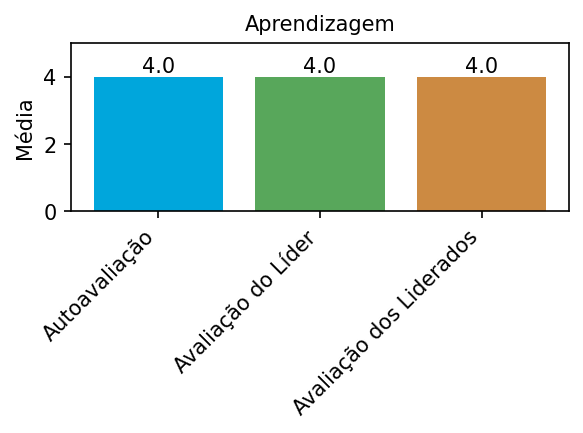 Aprendizagem
4.0 4.0 4.0
4
2
0
Média
Autoavaliação
Avaliação do Líder
Avaliação dos Liderados